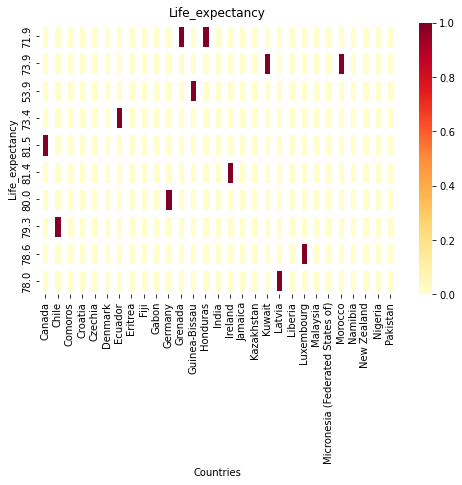 Life_expectancy
Life_expectancy
71.9
73.9
53.9
73.4
81.5
81.4
80.0
79.3
78.6
78.0
1.0
0.8
0.6
0.4
0.2
0.0
Canada
Chile
Comoros
Croatia
Czechia
Denmark
Ecuador
Eritrea
Fiji
Gabon
Germany
Grenada
Guinea-Bissau
Honduras
India
Ireland
Jamaica
Kazakhstan
Kuwait
Latvia
Liberia
Luxembourg
Malaysia
Micronesia (Federated States of)
Morocco
Namibia
New Zealand
Nigeria
Pakistan
Countries